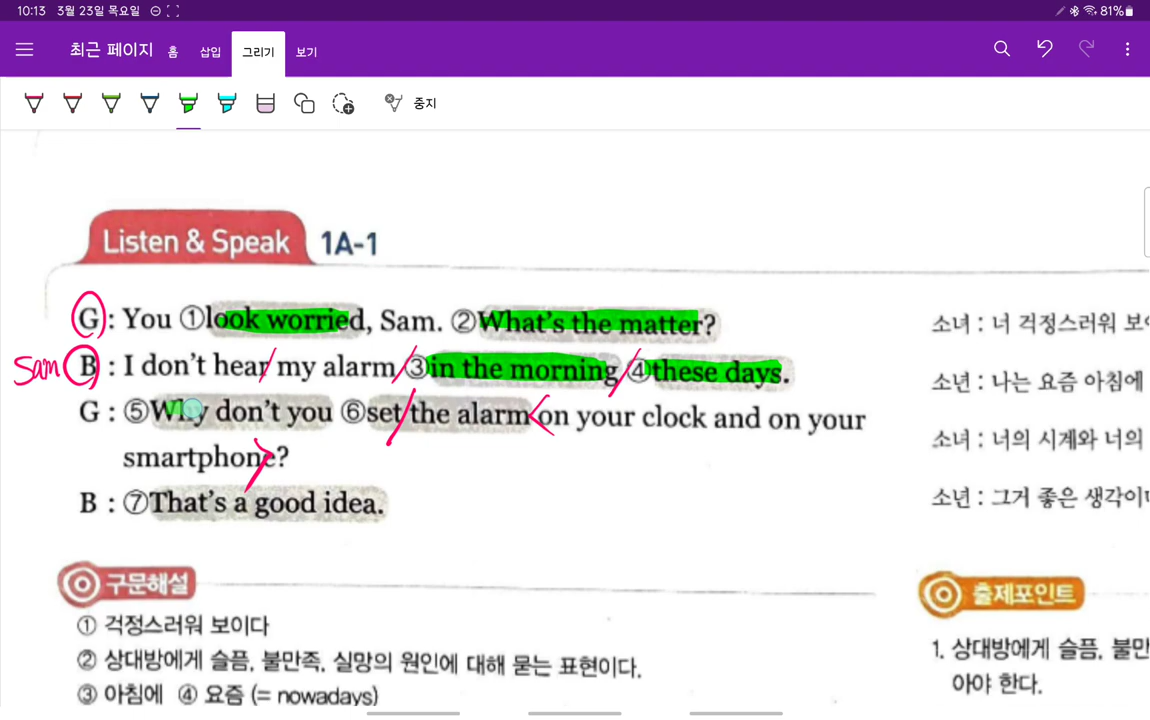 10:13 3월 23일 목요일 81%
최근 페이지 홈 삽입 그리기 보기
중지
Listen & Speak 1A-1
G : You ①look worried, Sam. ②What's the matter?
Sam B : I don't hear my alarm ③in the morning ④these days.
G : ⑤Why don't you ⑥set the alarm on your clock and on your
smartphone?
B : ⑦That's a good idea.
소녀 : 너 걱정스러워
소년 : 나는 요즘 아침에
소녀 : 너의 시계와 너의
소년 : 그거 좋은
구문해설
① 걱정스러워 보이다
② 상대방에게 슬픔, 불만족, 실망의 원인에 대해 묻는 표현이다.
③ 아침에 ④ 요즘 (= nowadays)
출제포인트
1. 상대방에게 슬픔, 불만
아야 한다.